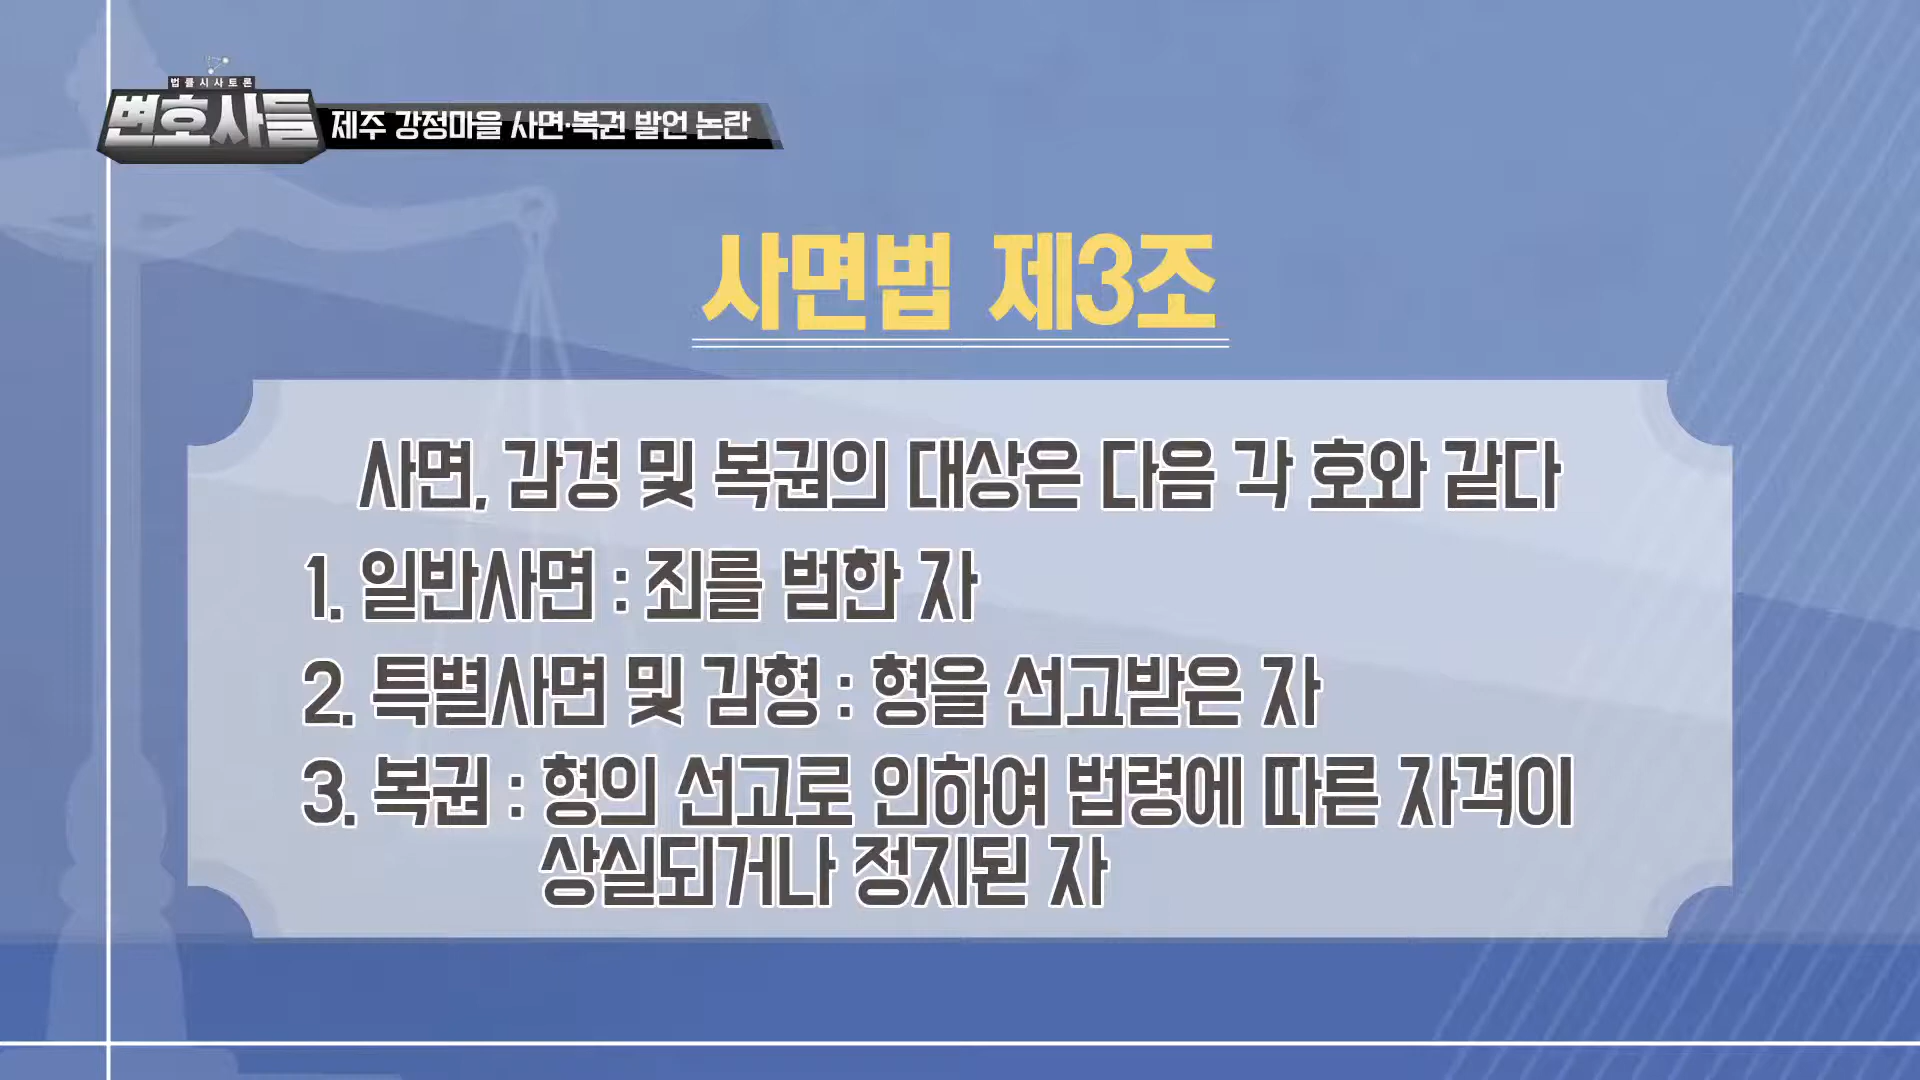 법률시사토론
변호사들
제주 강정마을 사면·복권 발언 논란
사면법 제3조
사면, 감경 및 복권의 대상은 다음 각 호와 같다
1. 일반사면 : 죄를 범한 자
2. 특별사면 및 감형 : 형을 선고받은 자
3. 복권 : 형의 선고로 인하여 법령에 따른 자격이
상실되거나 정지된 자